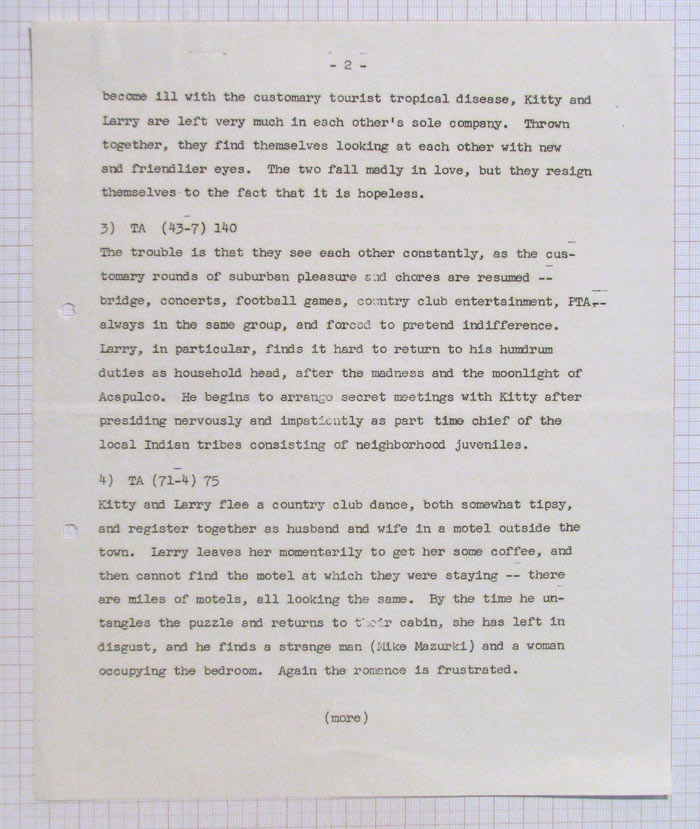 - 2 -
become ill with the customary tourist tropical disease, Kitty and
Larry are left very much in each other's sole company. Thrown
together, they find themselves looking at each other with new
and friendlier eyes. The two fall madly in love, but they resign
themselves to the fact that it is hopeless.
3) TA (43-7) 140
The trouble is that they see each other constantly, as the cus-
tomary rounds of suburban pleasure and chores are resumed --
bridge, concerts, football games, country club entertainment, PTA,--
always in the same group, and forced to pretend indifference.
Larry, in particular, finds it hard to return to his humdrum
duties as household head, after the madness and the moonlight of
Acapulco. He begins to arrange secret meetings with Kitty after
presiding nervously and impatiently as part time chief of the
local Indian tribes consisting of neighborhood juveniles.
4) TA (71-4) 75
Kitty and Larry flee a country club dance, both somewhat tipsy,
and register together as husband and wife in a motel outside the
town. Larry leaves her momentarily to get her some coffee, and
then cannot find the motel at which they were staying -- there
are miles of motels, all looking the same. By the time he un-
tangles the puzzle and returns to their cabin, she has left in
disgust, and he finds a strange man (Mike Mazurki) and a woman
occupying the bedroom. Again the romance is frustrated.
(more)